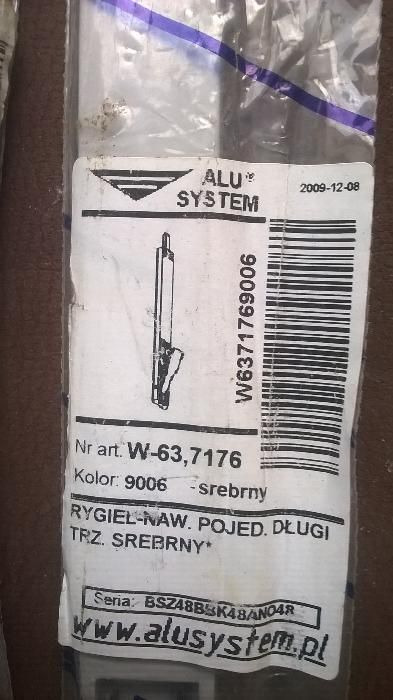 ALU®
SYSTEM
2009-12-08
W6371769006
Nr art. W-63,7176
Kolor: 9006 -srebrny
RYGIEL-NAW. POJED. DŁUGI
TRZ. SREBRNY*
Seria: BSZ48BBK48AN04R
www.alusystem.pl